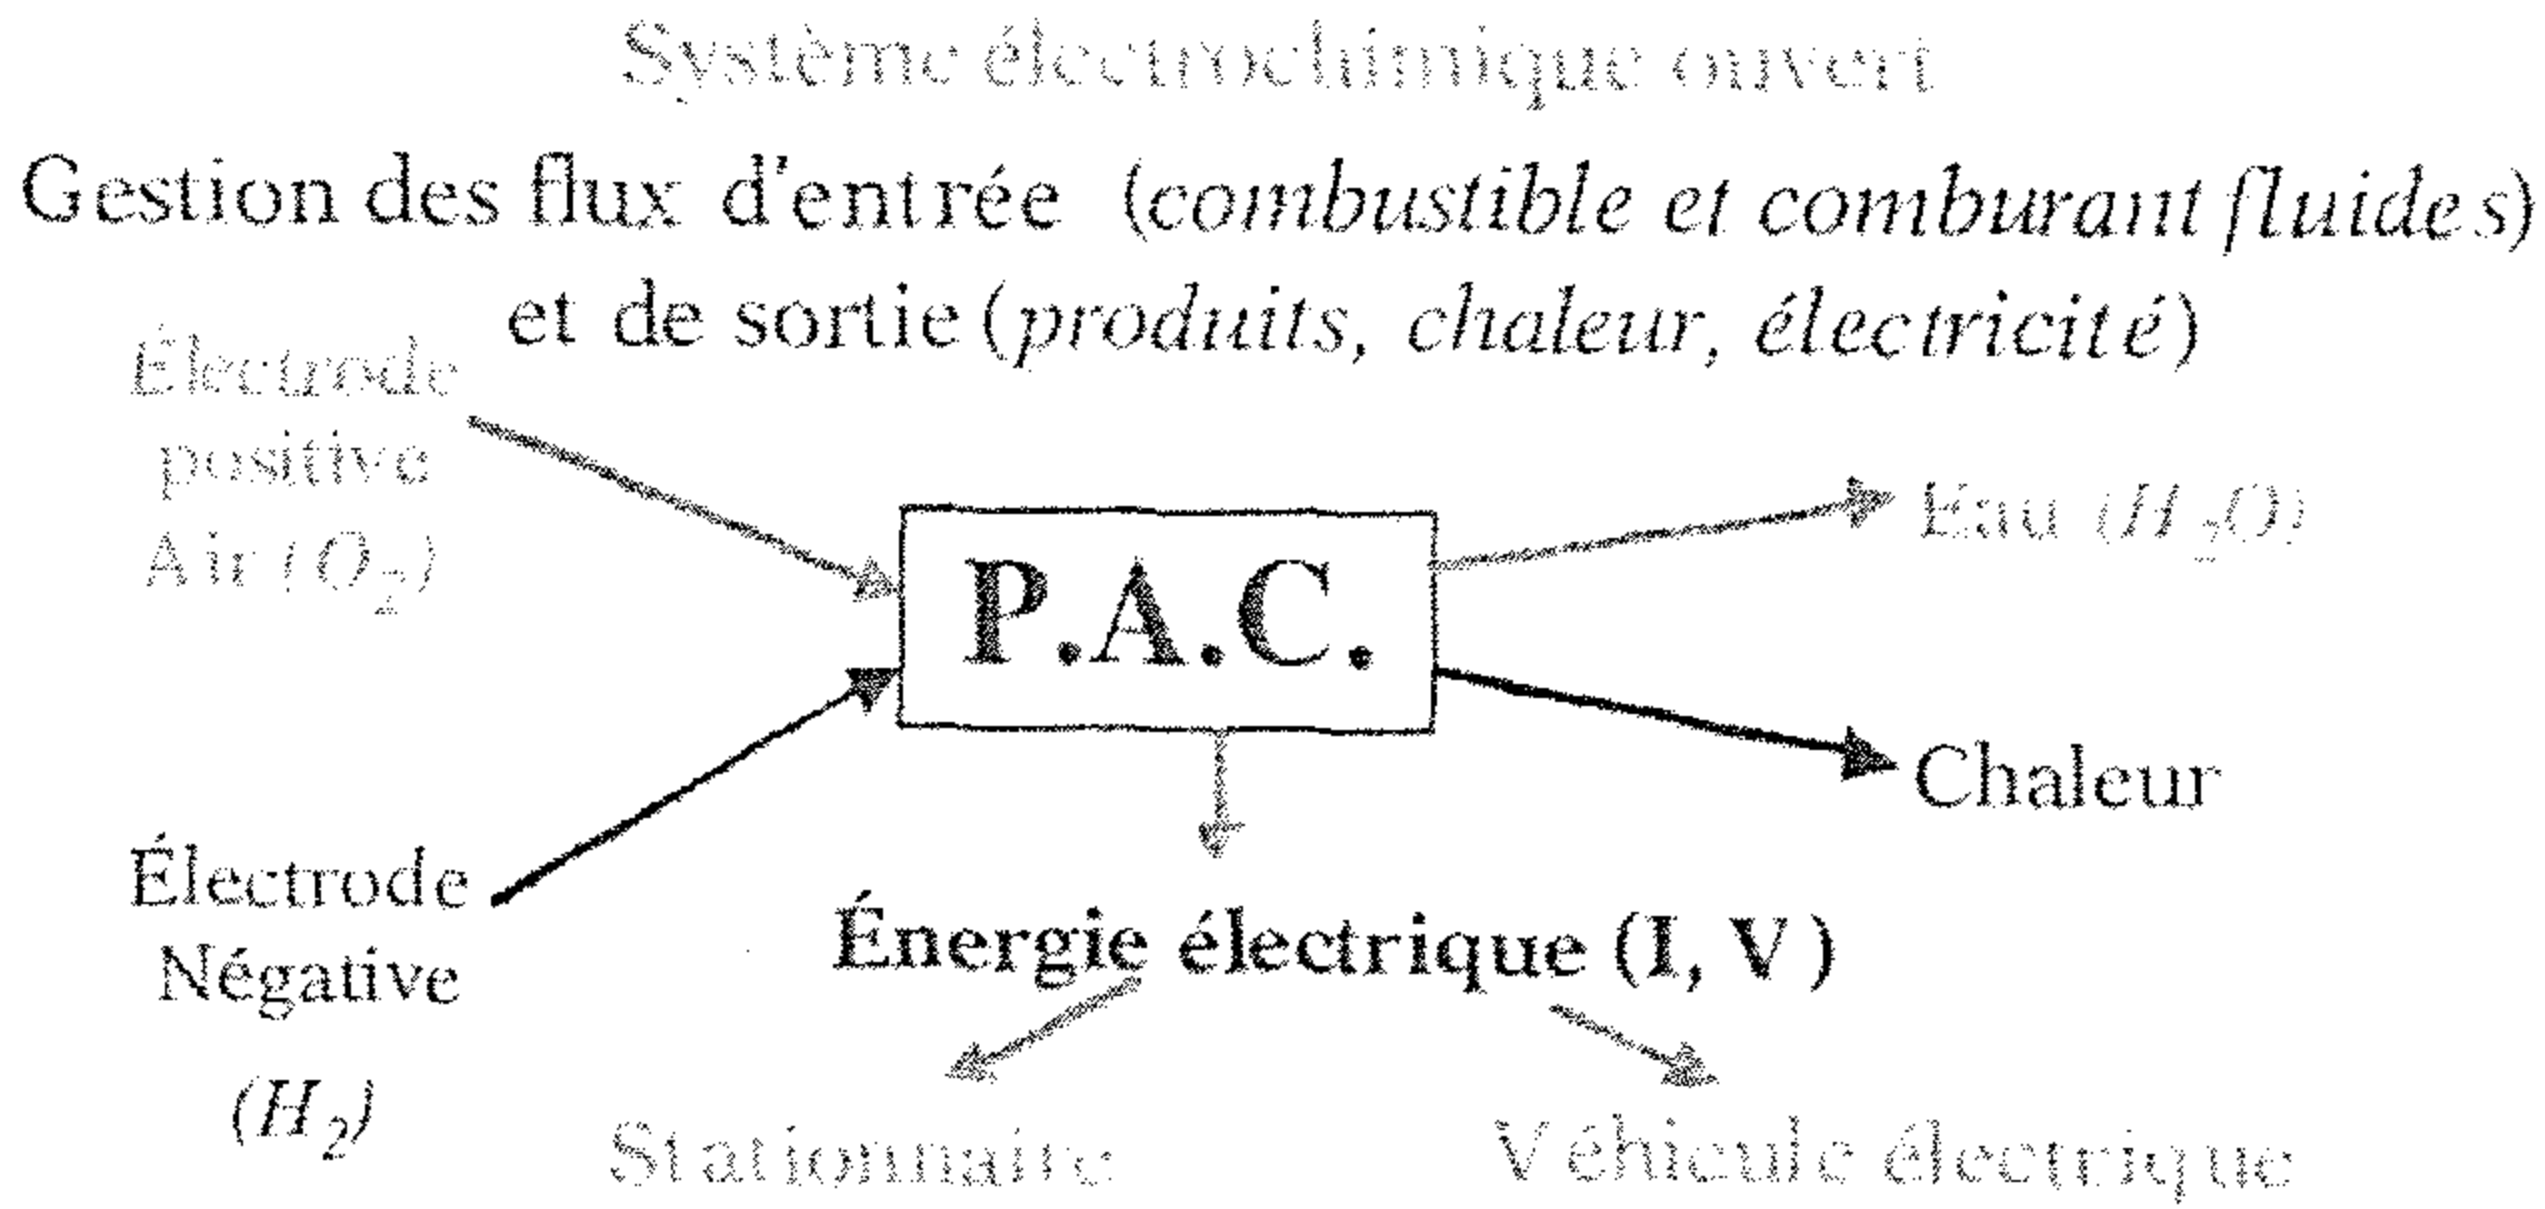 Système électrochimique ouvert
Gestion des flux d'entrée (combustible et comburant fluides)
et de sortie (produits, chaleur, électricité)
Électrode
positive
Air (O₂)
P.A.C.
Eau (H₂O)
Chaleur
Électrode
Négative
(H₂)
Énergie électrique (I, V)
Stationnaire
Véhicule électrique